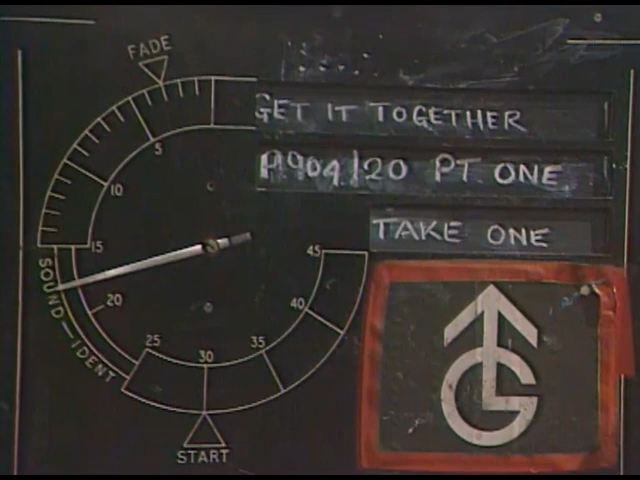 FADE
GET IT TOGETHER
P904/20 PT ONE
TAKE ONE
5
10
15
20
25
30
35
40
45
SOUND-IDENT
START
G